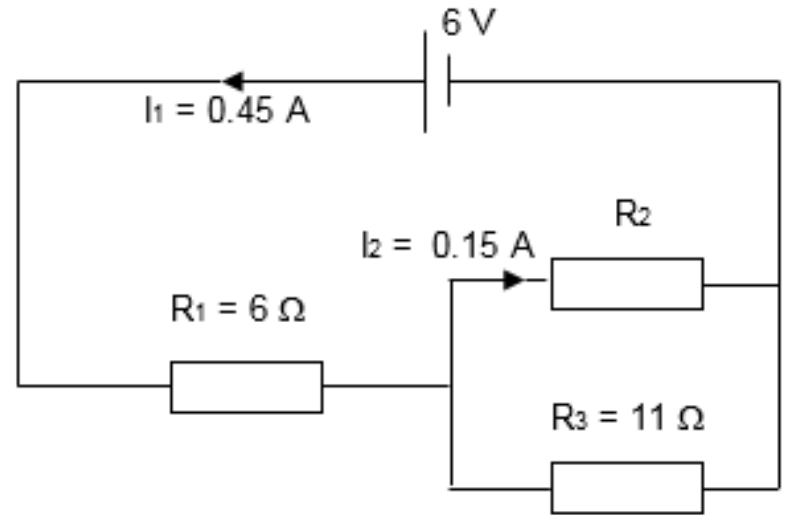 6 V
I₁ = 0.45 A
R₂
I₂ = 0.15 A
R₁ = 6 Ω
R₃ = 11 Ω